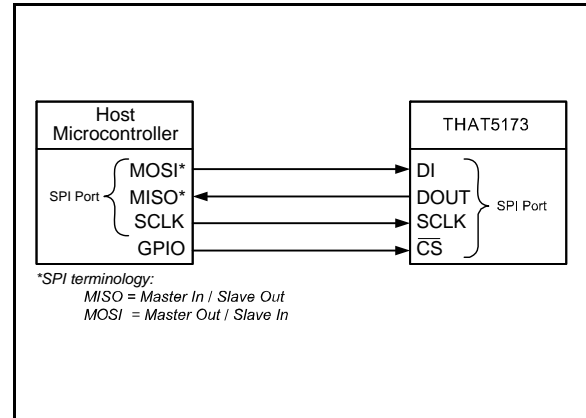 Host
Microcontroller
THAT5173
SPI Port
MOSI*
MISO*
SCLK
GPIO
DI
DOUT
SCLK
CS
SPI Port
*SPI terminology:
MISO = Master In / Slave Out
MOSI = Master Out / Slave In